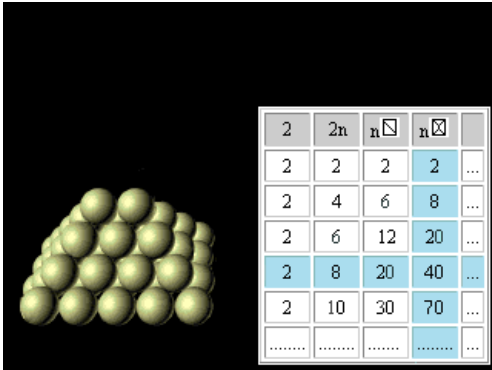 2 2n n⧅ n⊠
2 2 2 2 ...
2 4 6 8 ...
2 6 12 20 ...
2 8 20 40 ...
2 10 30 70 ...
........ ........ ....... ........ ...